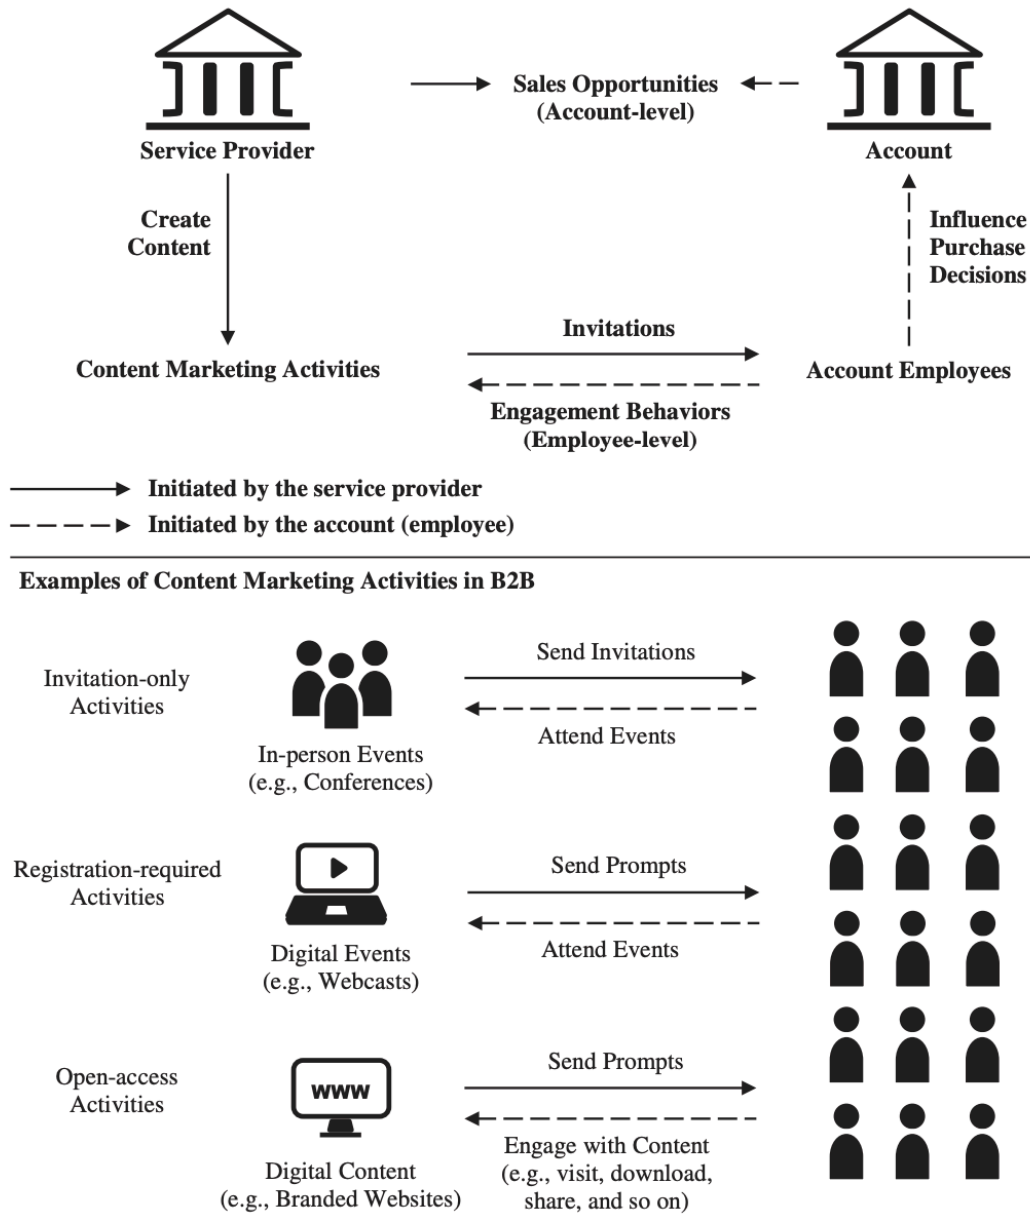 Sales Opportunities
(Account-level)
Service Provider
Account
Create
Content
Influence
Purchase
Decisions
Invitations
Content Marketing Activities
Account Employees
Engagement Behaviors
(Employee-level)
Initiated by the service provider
Initiated by the account (employee)
Examples of Content Marketing Activities in B2B
Invitation-only
Activities
In-person Events
(e.g., Conferences)
Send Invitations
Attend Events
Registration-required
Activities
Digital Events
(e.g., Webcasts)
Send Prompts
Attend Events
Open-access
Activities
www
Digital Content
(e.g., Branded Websites)
Send Prompts
Engage with Content
(e.g., visit, download,
share, and so on)